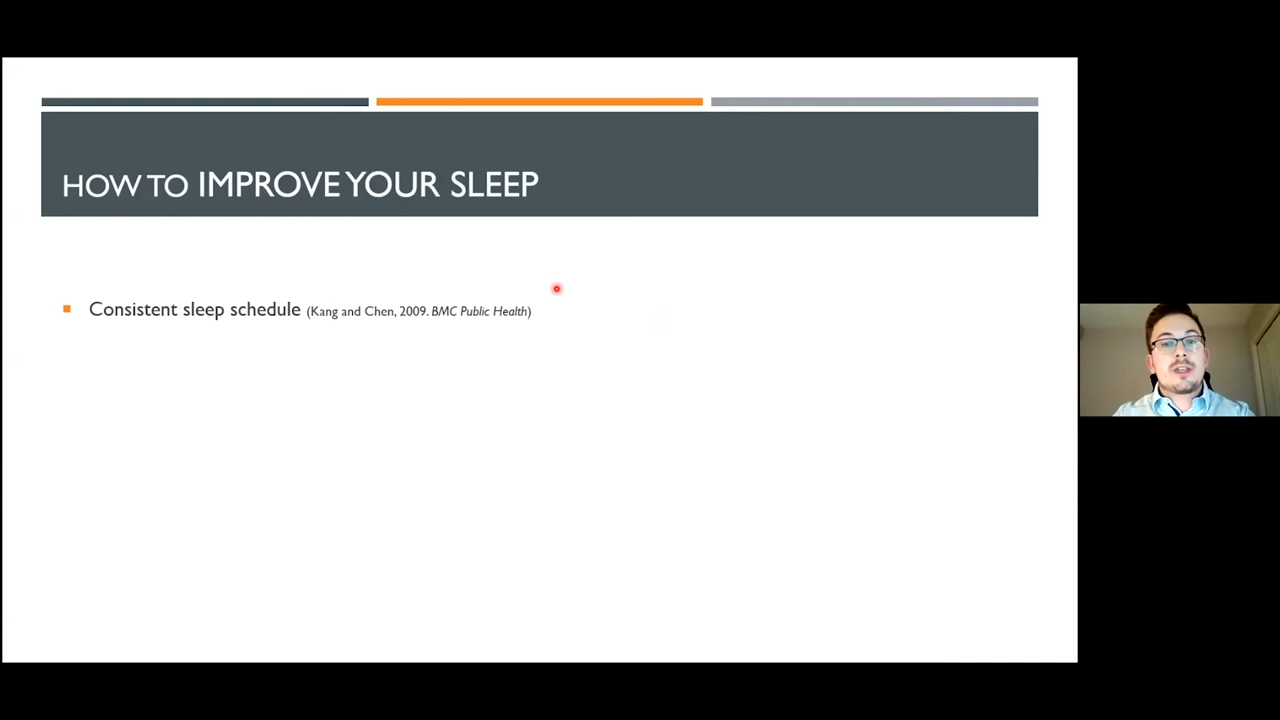 HOW TO IMPROVE YOUR SLEEP
Consistent sleep schedule (Kang and Chen, 2009. BMC Public Health)